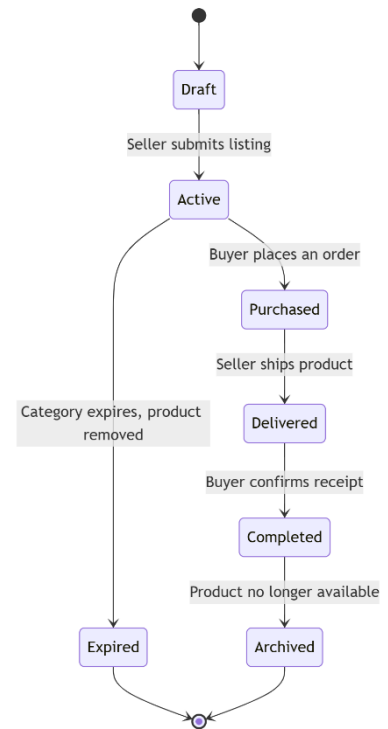 Draft
Seller submits listing
Active
Buyer places an order
Purchased
Seller ships product
Category expires, product
removed
Delivered
Buyer confirms receipt
Completed
Product no longer available
Expired
Archived